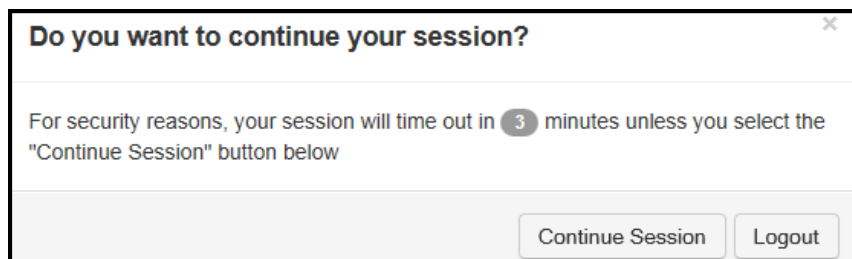 Do you want to continue your session?
×
For security reasons, your session will time out in 3 minutes unless you select the
"Continue Session" button below
Continue Session Logout